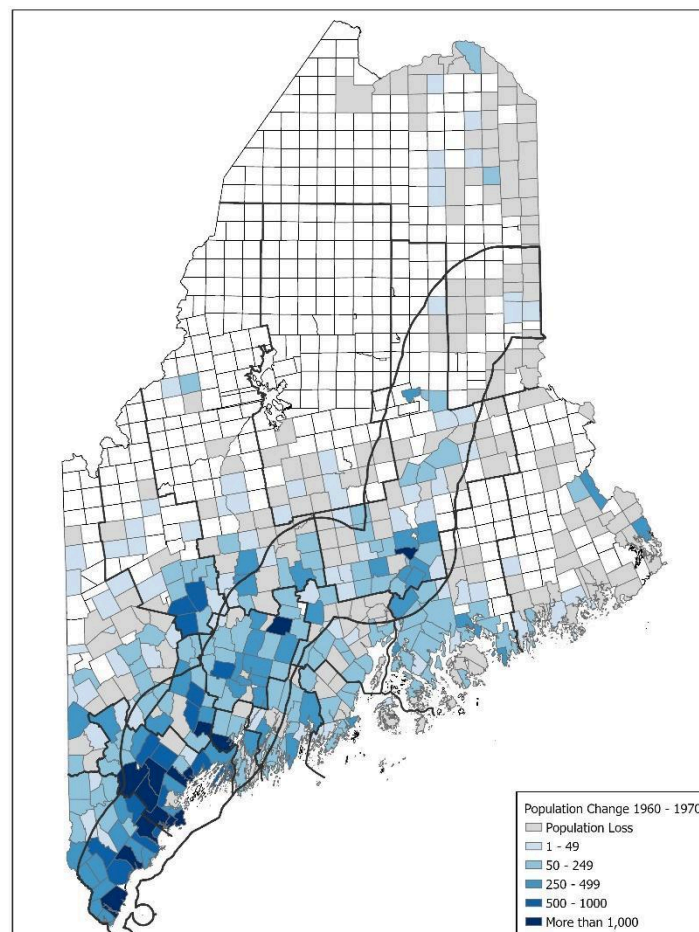 Population Change 1960 - 1970
Population Loss
1 - 49
50 - 249
250 - 499
500 - 1000
More than 1,000